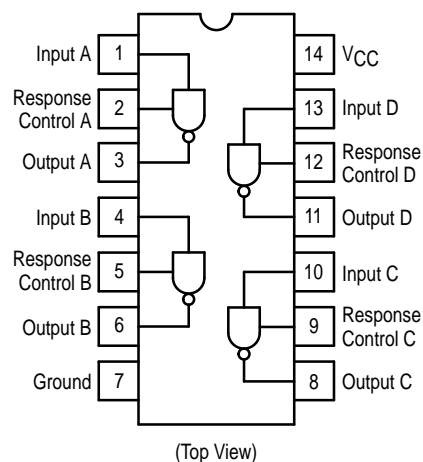 Input A 1
Response
Control A 2
Output A 3
Input B 4
Response
Control B 5
Output B 6
Ground 7
14 VCC
13 Input D
12 Response
Control D
11 Output D
10 Input C
9 Response
Control C
8 Output C
(Top View)